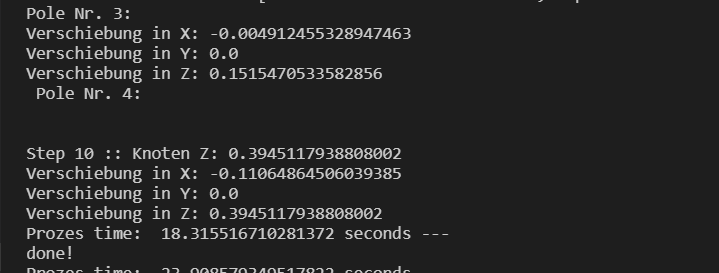 Pole Nr. 3:
Verschiebung in X: -0.004912455328947463
Verschiebung in Y: 0.0
Verschiebung in Z: 0.1515470533582856
Pole Nr. 4:
Step 10 :: Knoten Z: 0.3945117938808002
Verschiebung in X: -0.11064864506039385
Verschiebung in Y: 0.0
Verschiebung in Z: 0.3945117938808002
Prozes time:  18.315516710281372 seconds ---
done!
Prozes time:  23.908579349517822 seconds